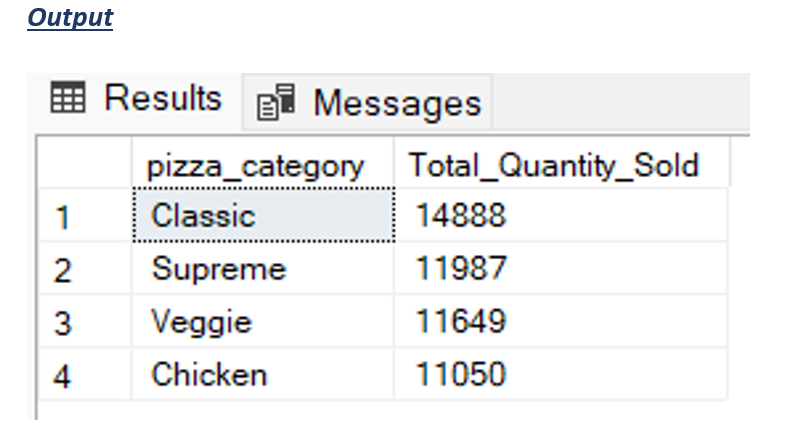 Output
Results Messages
pizza_category Total_Quantity_Sold
1 Classic 14888
2 Supreme 11987
3 Veggie 11649
4 Chicken 11050